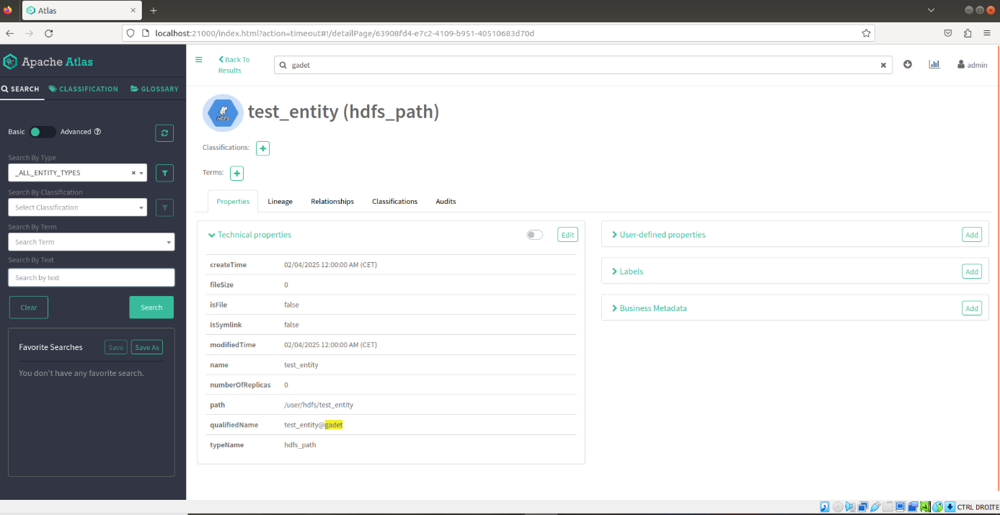 Atlas
localhost:21000/index.html?action=timeout#!/detailPage/63908fd4-e7c2-4109-b951-40510683d70d
Apache Atlas
SEARCH CLASSIFICATION GLOSSARY
Basic Advanced
Search By Type
_ALL_ENTITY_TYPES
Search By Classification
Select Classification
Search By Term
Search Term
Search By Text
Search by text
Clear Search
Favorite Searches Save Save As
You don't have any favorite search.
Back To
Results
gadet
admin
HDFS
test_entity (hdfs_path)
Classifications:
Terms:
Properties Lineage Relationships Classifications Audits
Technical properties Edit
createTime 02/04/2025 12:00:00 AM (CET)
fileSize 0
isFile false
isSymlink false
modifiedTime 02/04/2025 12:00:00 AM (CET)
name test_entity
numberOfReplicas 0
path /user/hdfs/test_entity
qualifiedName test_entity@gadet
typeName hdfs_path
User-defined properties Add
Labels Add
Business Metadata Add
CTRL DROITE